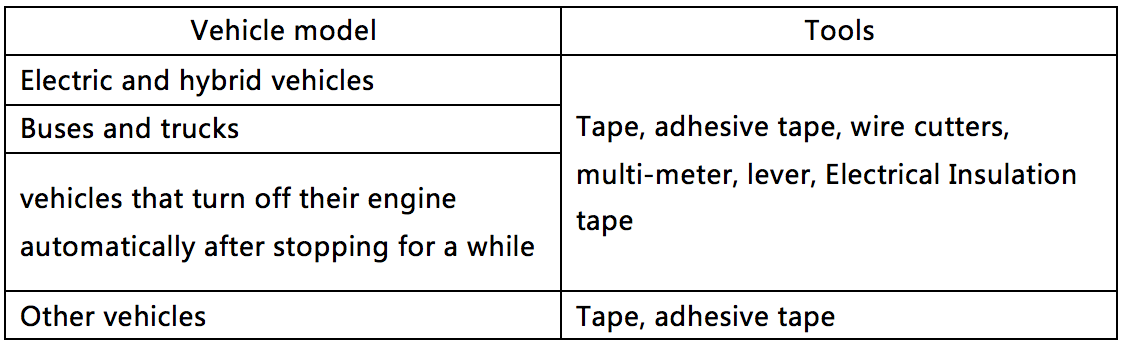 Vehicle model
Tools
Electric and hybrid vehicles
Buses and trucks
vehicles that turn off their engine
automatically after stopping for a while
Tape, adhesive tape, wire cutters,
multi-meter, lever, Electrical Insulation
tape
Other vehicles
Tape, adhesive tape